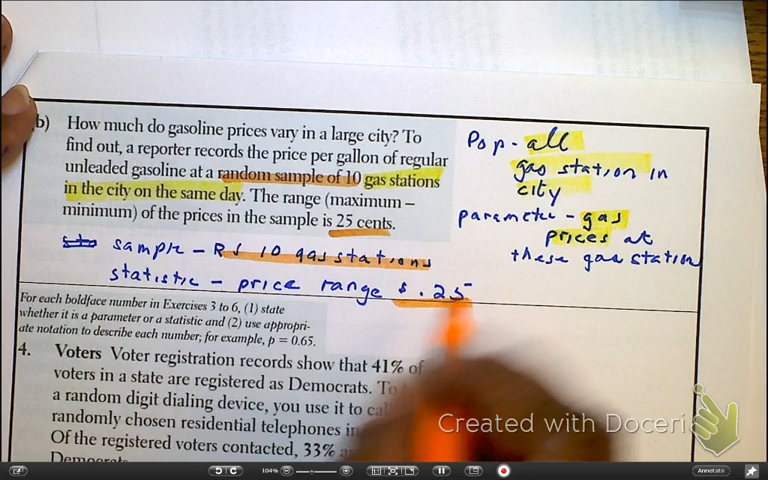 b) How much do gasoline prices vary in a large city? To
find out, a reporter records the price per gallon of regular
unleaded gasoline at a random sample of 10 gas stations
in the city on the same day. The range (maximum –
minimum) of the prices in the sample is 25 cents.
Pop - all
gas station in
city
parameter - gas
prices at
these gas station
sample - RS 10 gas stations
statistic - price range $.25
For each boldface number in Exercises 3 to 6, (1) state
whether it is a parameter or a statistic and (2) use appropri-
ate notation to describe each number; for example, p = 0.65.
4. Voters Voter registration records show that 41% of
voters in a state are registered as Democrats. To
a random digit dialing device, you use it to
randomly chosen residential telephones in
Of the registered voters contacted, 33%
Democrats
Created with Doceri
104%
Annotate